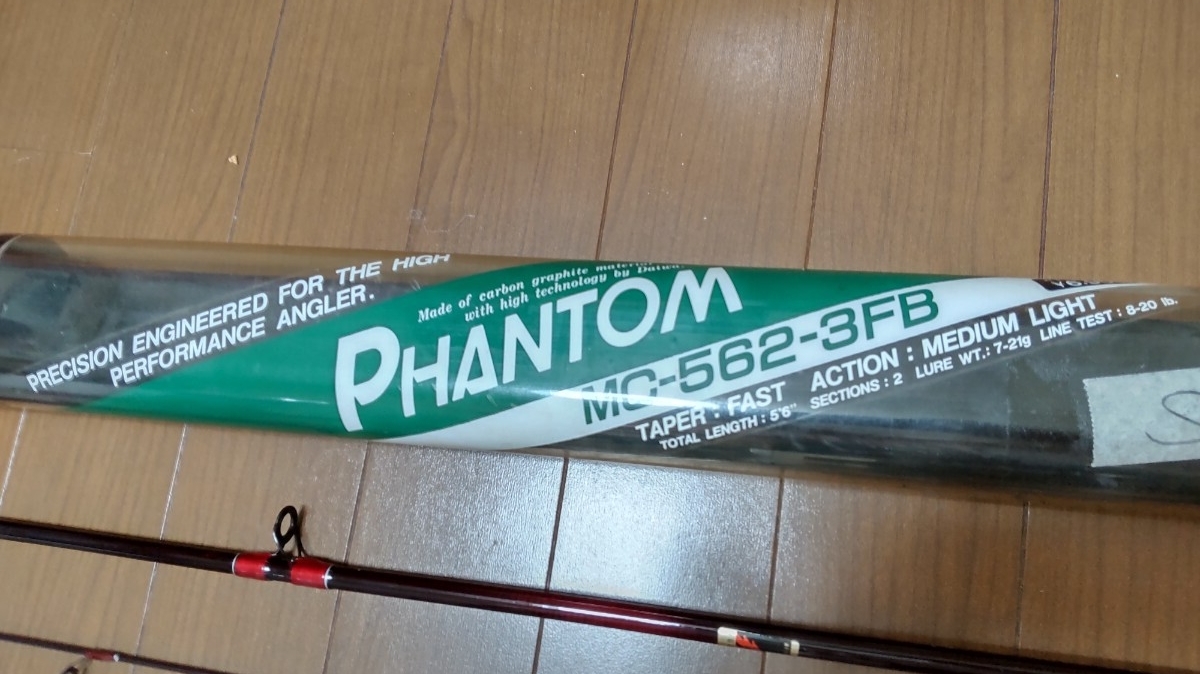 PRECISION ENGINEERED FOR THE HIGH
PERFORMANCE ANGLER.
Made of carbon graphite
with high technology by Daiwa
PHANTOM
MC-562-3FB
TAPER : FAST ACTION : MEDIUM LIGHT
TOTAL LENGTH : 5'6" SECTIONS : 2 LURE WT.: 7-21g LINE TEST : 8-20 lb.